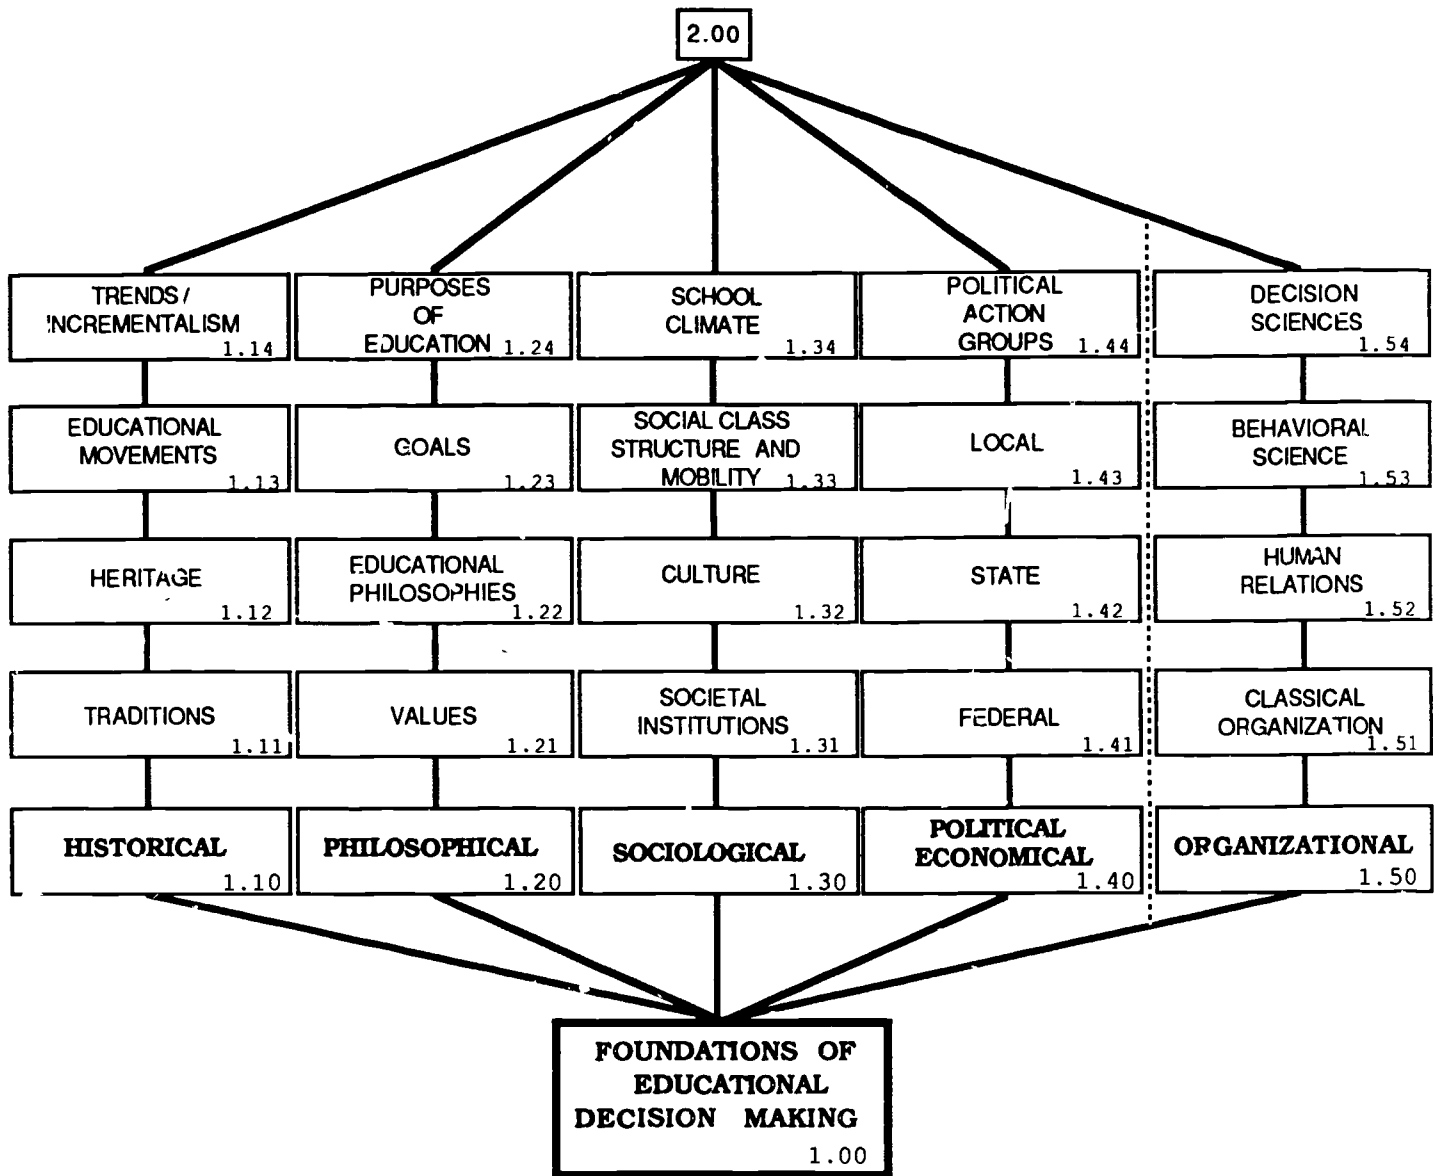 2.00
TRENDS/
INCREMENTALISM
1.14
PURPOSES
OF
EDUCATION 1.24
SCHOOL
CLIMATE
1.34
POLITICAL
ACTION
GROUPS 1.44
DECISION
SCIENCES
1.54
EDUCATIONAL
MOVEMENTS
1.13
GOALS
1.23
SOCIAL CLASS
STRUCTURE AND
MOBILITY 1.33
LOCAL
1.43
BEHAVIORAL
SCIENCE
1.53
HERITAGE
1.12
EDUCATIONAL
PHILOSOPHIES
1.22
CULTURE
1.32
STATE
1.42
HUMAN
RELATIONS
1.52
TRADITIONS
1.11
VALUES
1.21
SOCIETAL
INSTITUTIONS
1.31
FEDERAL
1.41
CLASSICAL
ORGANIZATION
1.51
HISTORICAL
1.10
PHILOSOPHICAL
1.20
SOCIOLOGICAL
1.30
POLITICAL
ECONOMICAL
1.40
ORGANIZATIONAL
1.50
FOUNDATIONS OF
EDUCATIONAL
DECISION MAKING
1.00